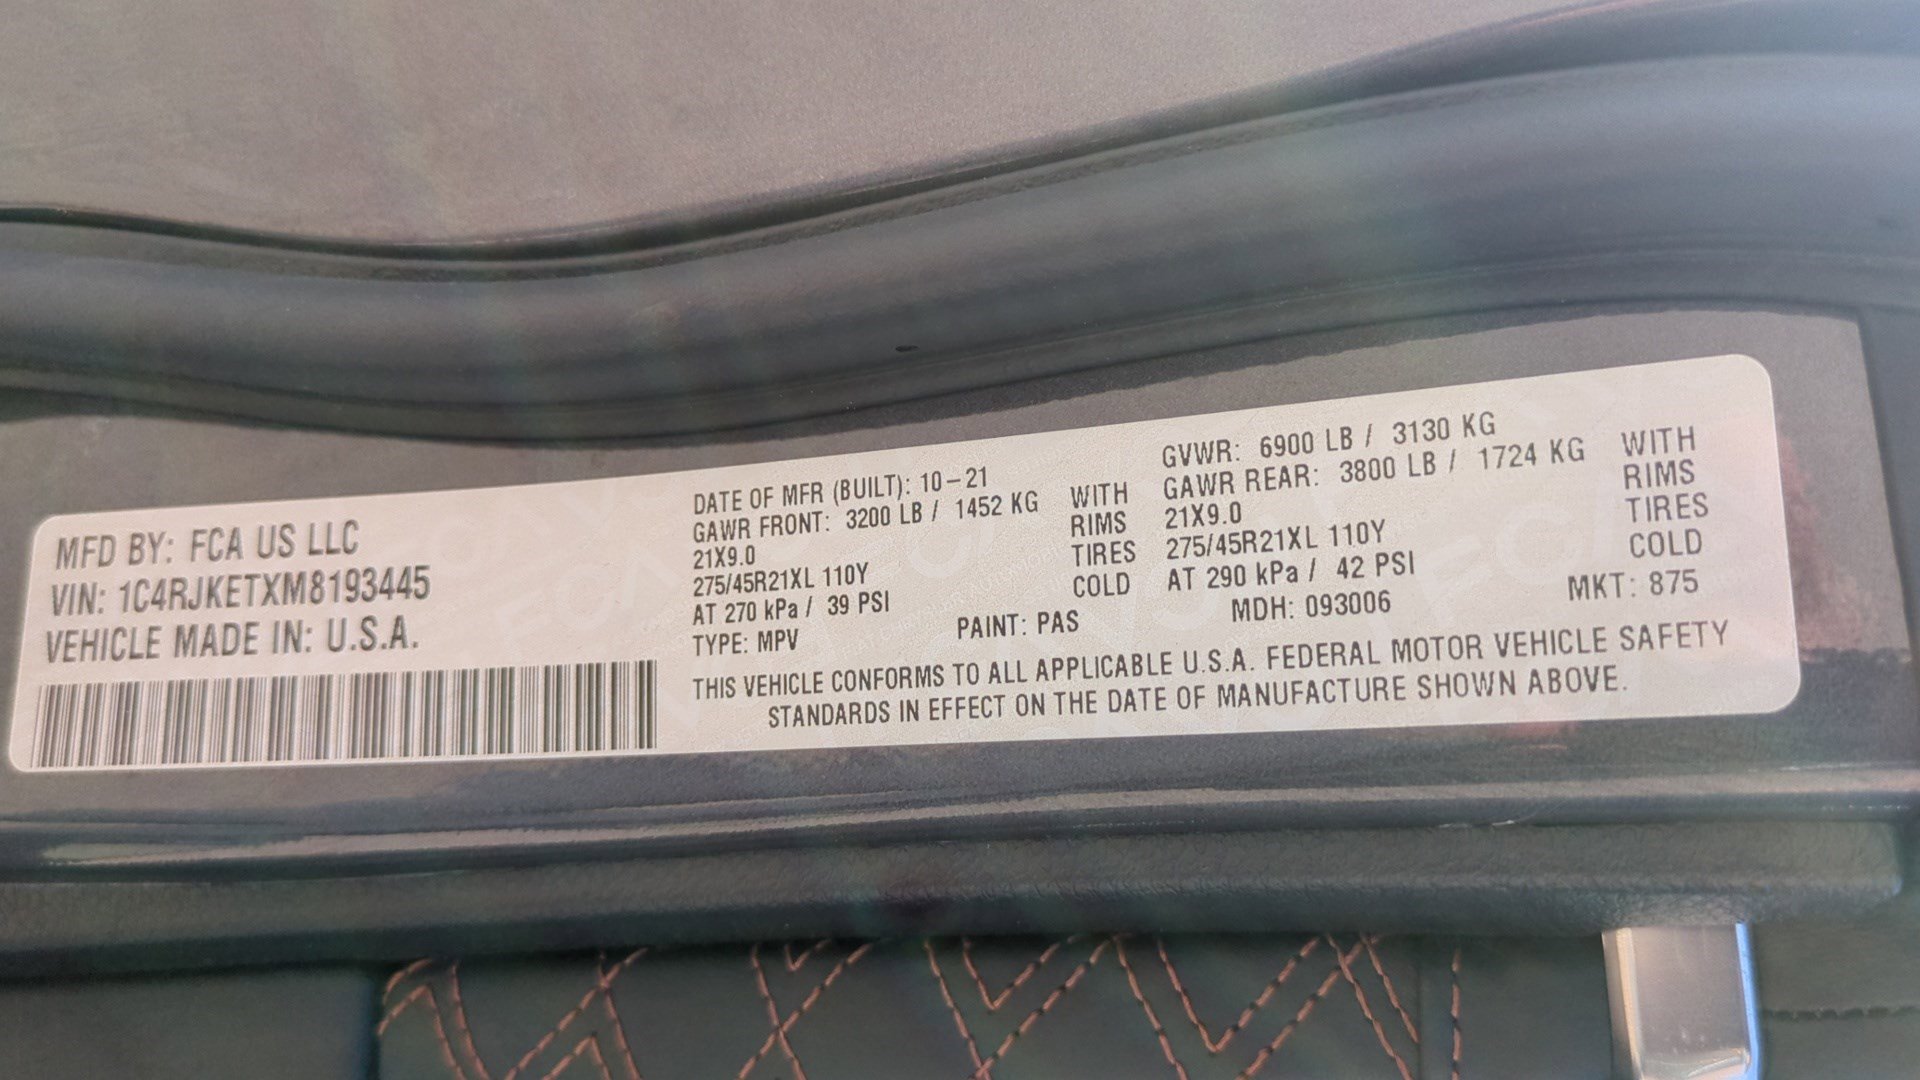 MFD BY: FCA US LLC
VIN: 1C4RJKETXM8193445
VEHICLE MADE IN: U.S.A.
DATE OF MFR (BUILT): 10-21
GAWR FRONT: 3200 LB / 1452 KG WITH
21X9.0 RIMS
275/45R21XL 110Y TIRES
AT 270 kPa / 39 PSI COLD
GVWR: 6900 LB / 3130 KG
GAWR REAR: 3800 LB / 1724 KG WITH
21X9.0 RIMS
275/45R21XL 110Y TIRES
AT 290 kPa / 42 PSI COLD
TYPE: MPV PAINT: PAS MDH: 093006 MKT: 875
THIS VEHICLE CONFORMS TO ALL APPLICABLE U.S.A. FEDERAL MOTOR VEHICLE SAFETY
STANDARDS IN EFFECT ON THE DATE OF MANUFACTURE SHOWN ABOVE.